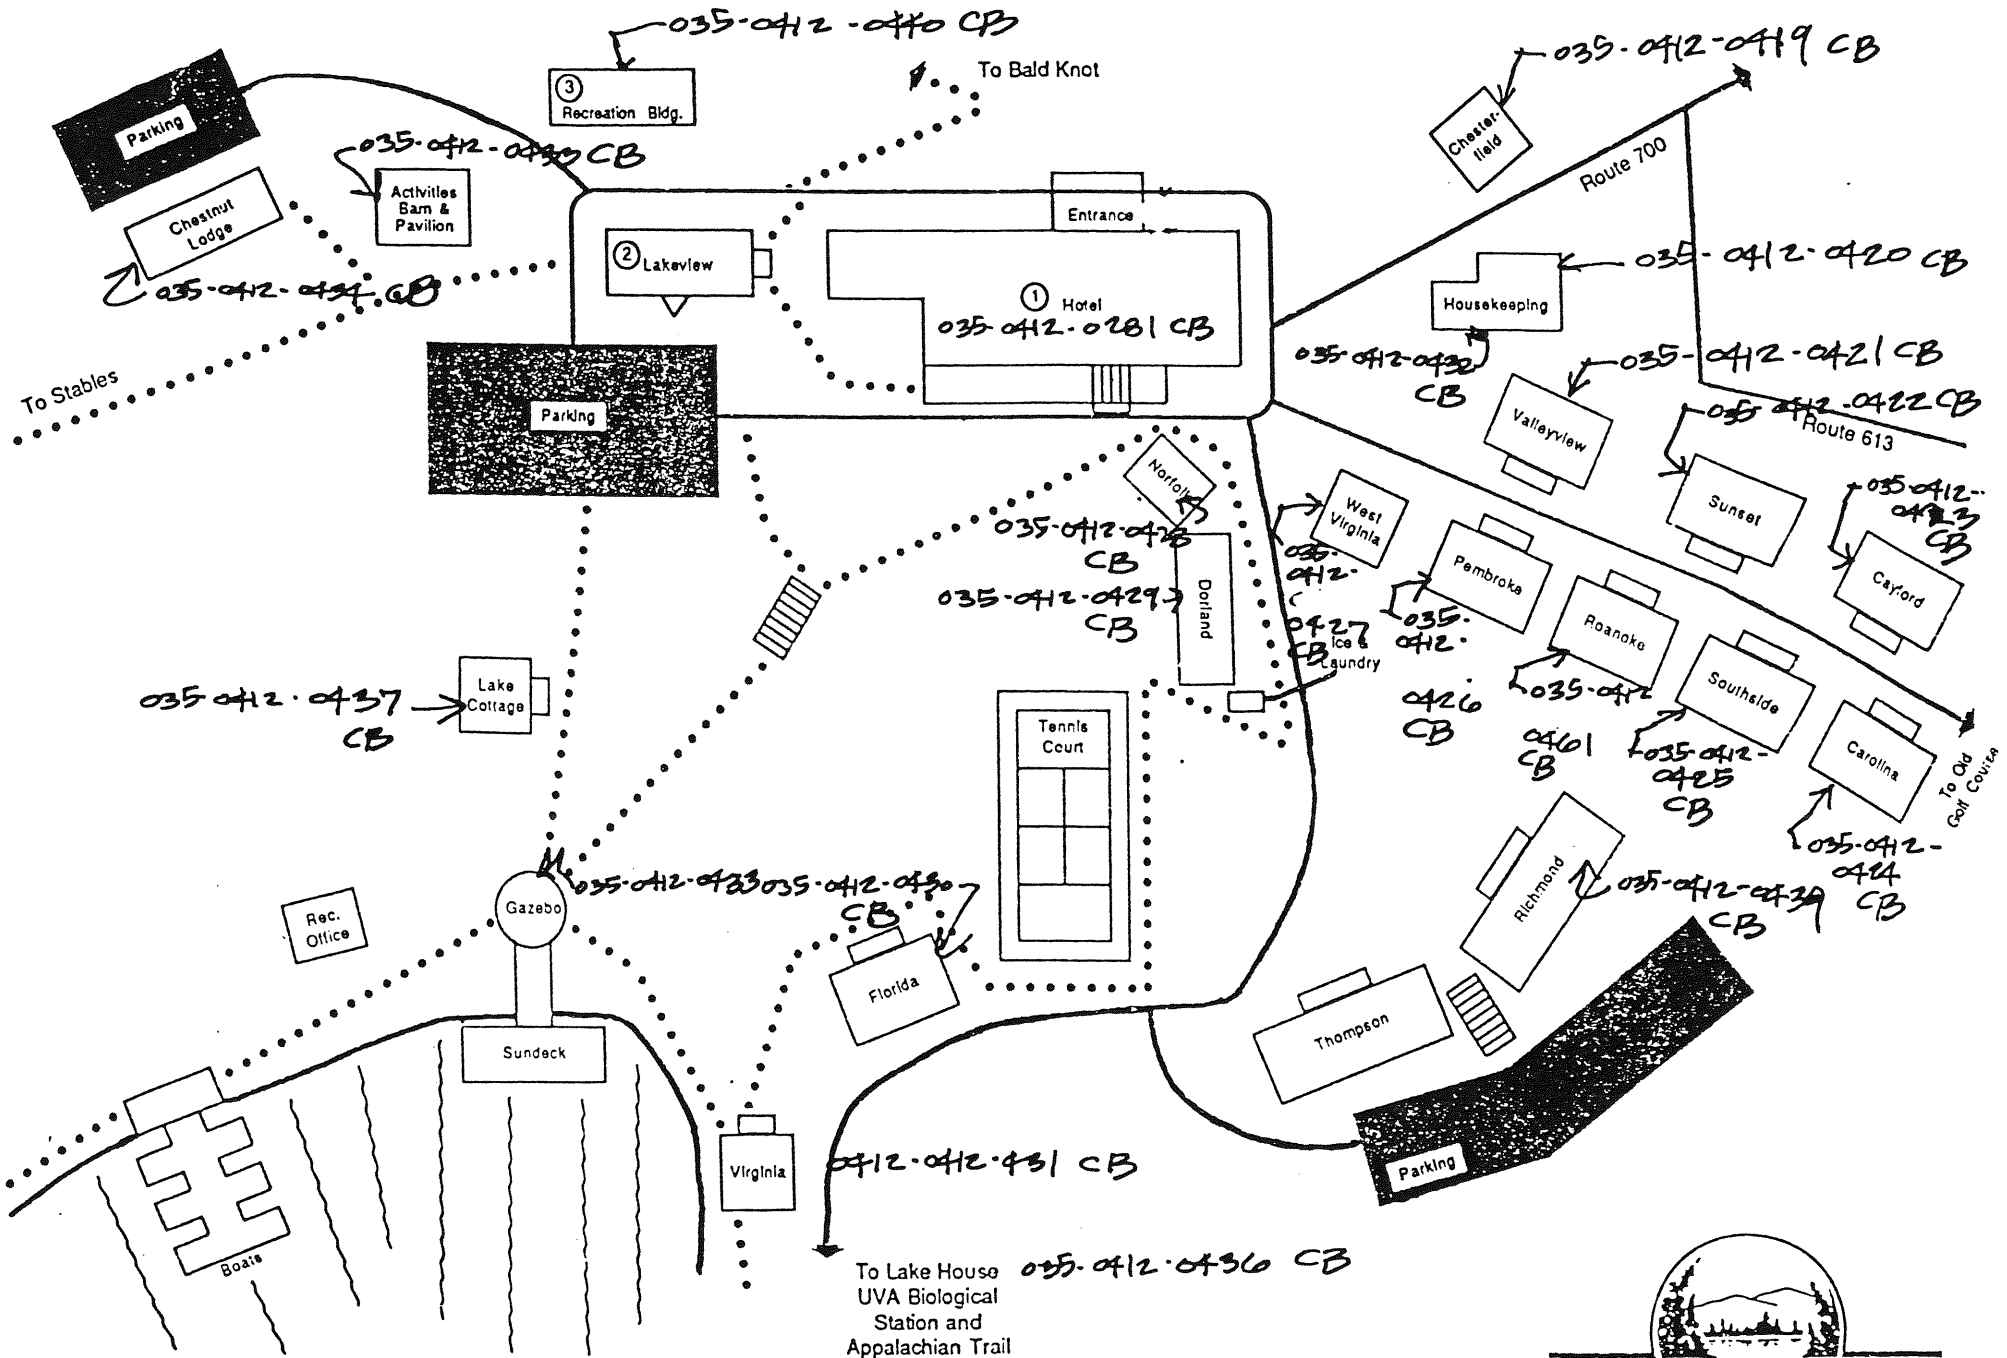 035-0412-0440 CB
To Bald Knot
035-0412-0419 CB
3
Recreation Bldg.
Parking
Chester-
field
Route 700
035-0412- CB
Activities
Barn &
Pavilion
Chestnut
Lodge
035-0412-0434 CB
Entrance
2 Lakeview
1 Hotel
035-0412-0281 CB
035-0412-0420 CB
Housekeeping
035-0412-0432
CB
035-0412-0421 CB
035-0412-0422 CB
Route 613
To Stables
Parking
Valleyview
Norfolk
035-0412-0428
CB
West
Virginia
Sunset
035-0412-
0423
CB
035-
0412-
0427
CB
Pembroke
Cayford
035-0412-0429
CB
Dorland
Ice &
Laundry
035-
0412-
0426
CB
Roanoke
035-0412
0461
CB
Southside
035-0412-
0425
CB
Carolina
035-0412-
0424
CB
To Old
Golf Course
035-0412-0437
CB
Lake
Cottage
Tennis
Court
Richmond
035-0412-0439
CB
Rec.
Office
Gazebo
035-0412-0433
035-0412-0430
CB
Florida
Thompson
Sundeck
Parking
Virginia
0412-0412-431 CB
Boats
To Lake House 035-0412-0436 CB
UVA Biological
Station and
Appalachian Trail